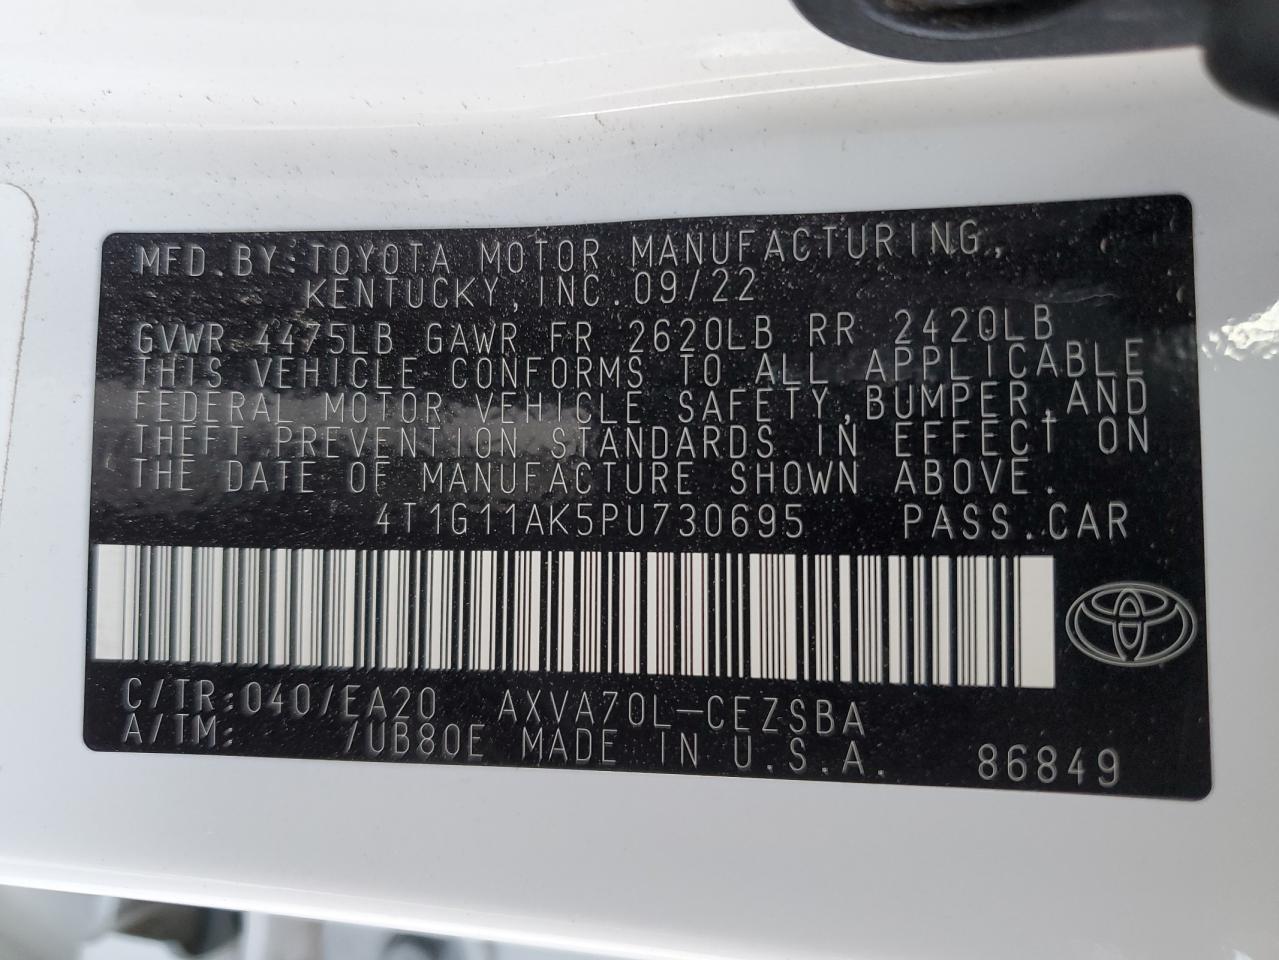 MFD.BY:TOYOTA MOTOR MANUFACTURING,
KENTUCKY, INC. 09/22
GVWR 4475LB GAWR FR 2620LB RR 2420LB
THIS VEHICLE CONFORMS TO ALL APPLICABLE
FEDERAL MOTOR VEHICLE SAFETY, BUMPER, AND
THEFT PREVENTION STANDARDS IN EFFECT ON
THE DATE OF MANUFACTURE SHOWN ABOVE.
4T1G11AK5PU730695 PASS.CAR
C/TR:040/EA20 AXVA70L-CEZSBA
A/TM: /UB80E MADE IN U.S.A. 86849